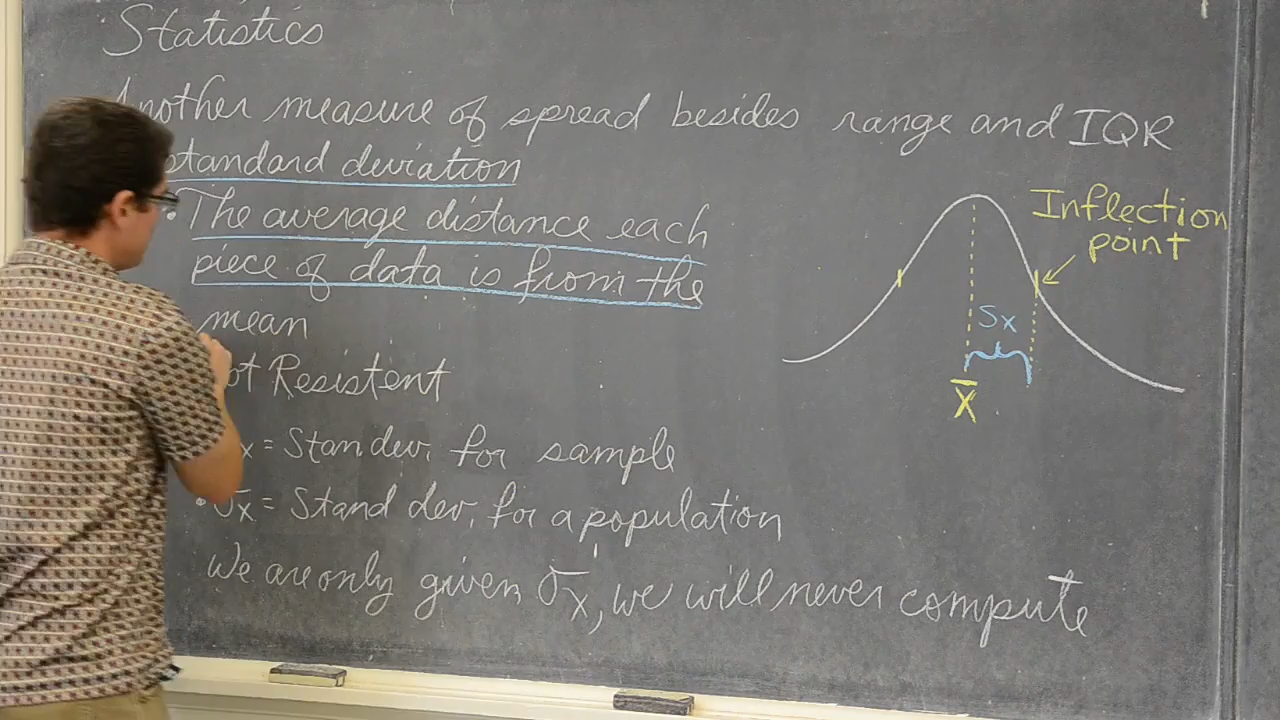 Statistics
Another measure of spread besides range and IQR
standard deviation
• The average distance each
piece of data is from the
mean
ot Resistent
x = Stan dev. for sample
• σx = Stand dev. for a population
We are only given σx, we will never compute
Inflection
point
Sx
x̄